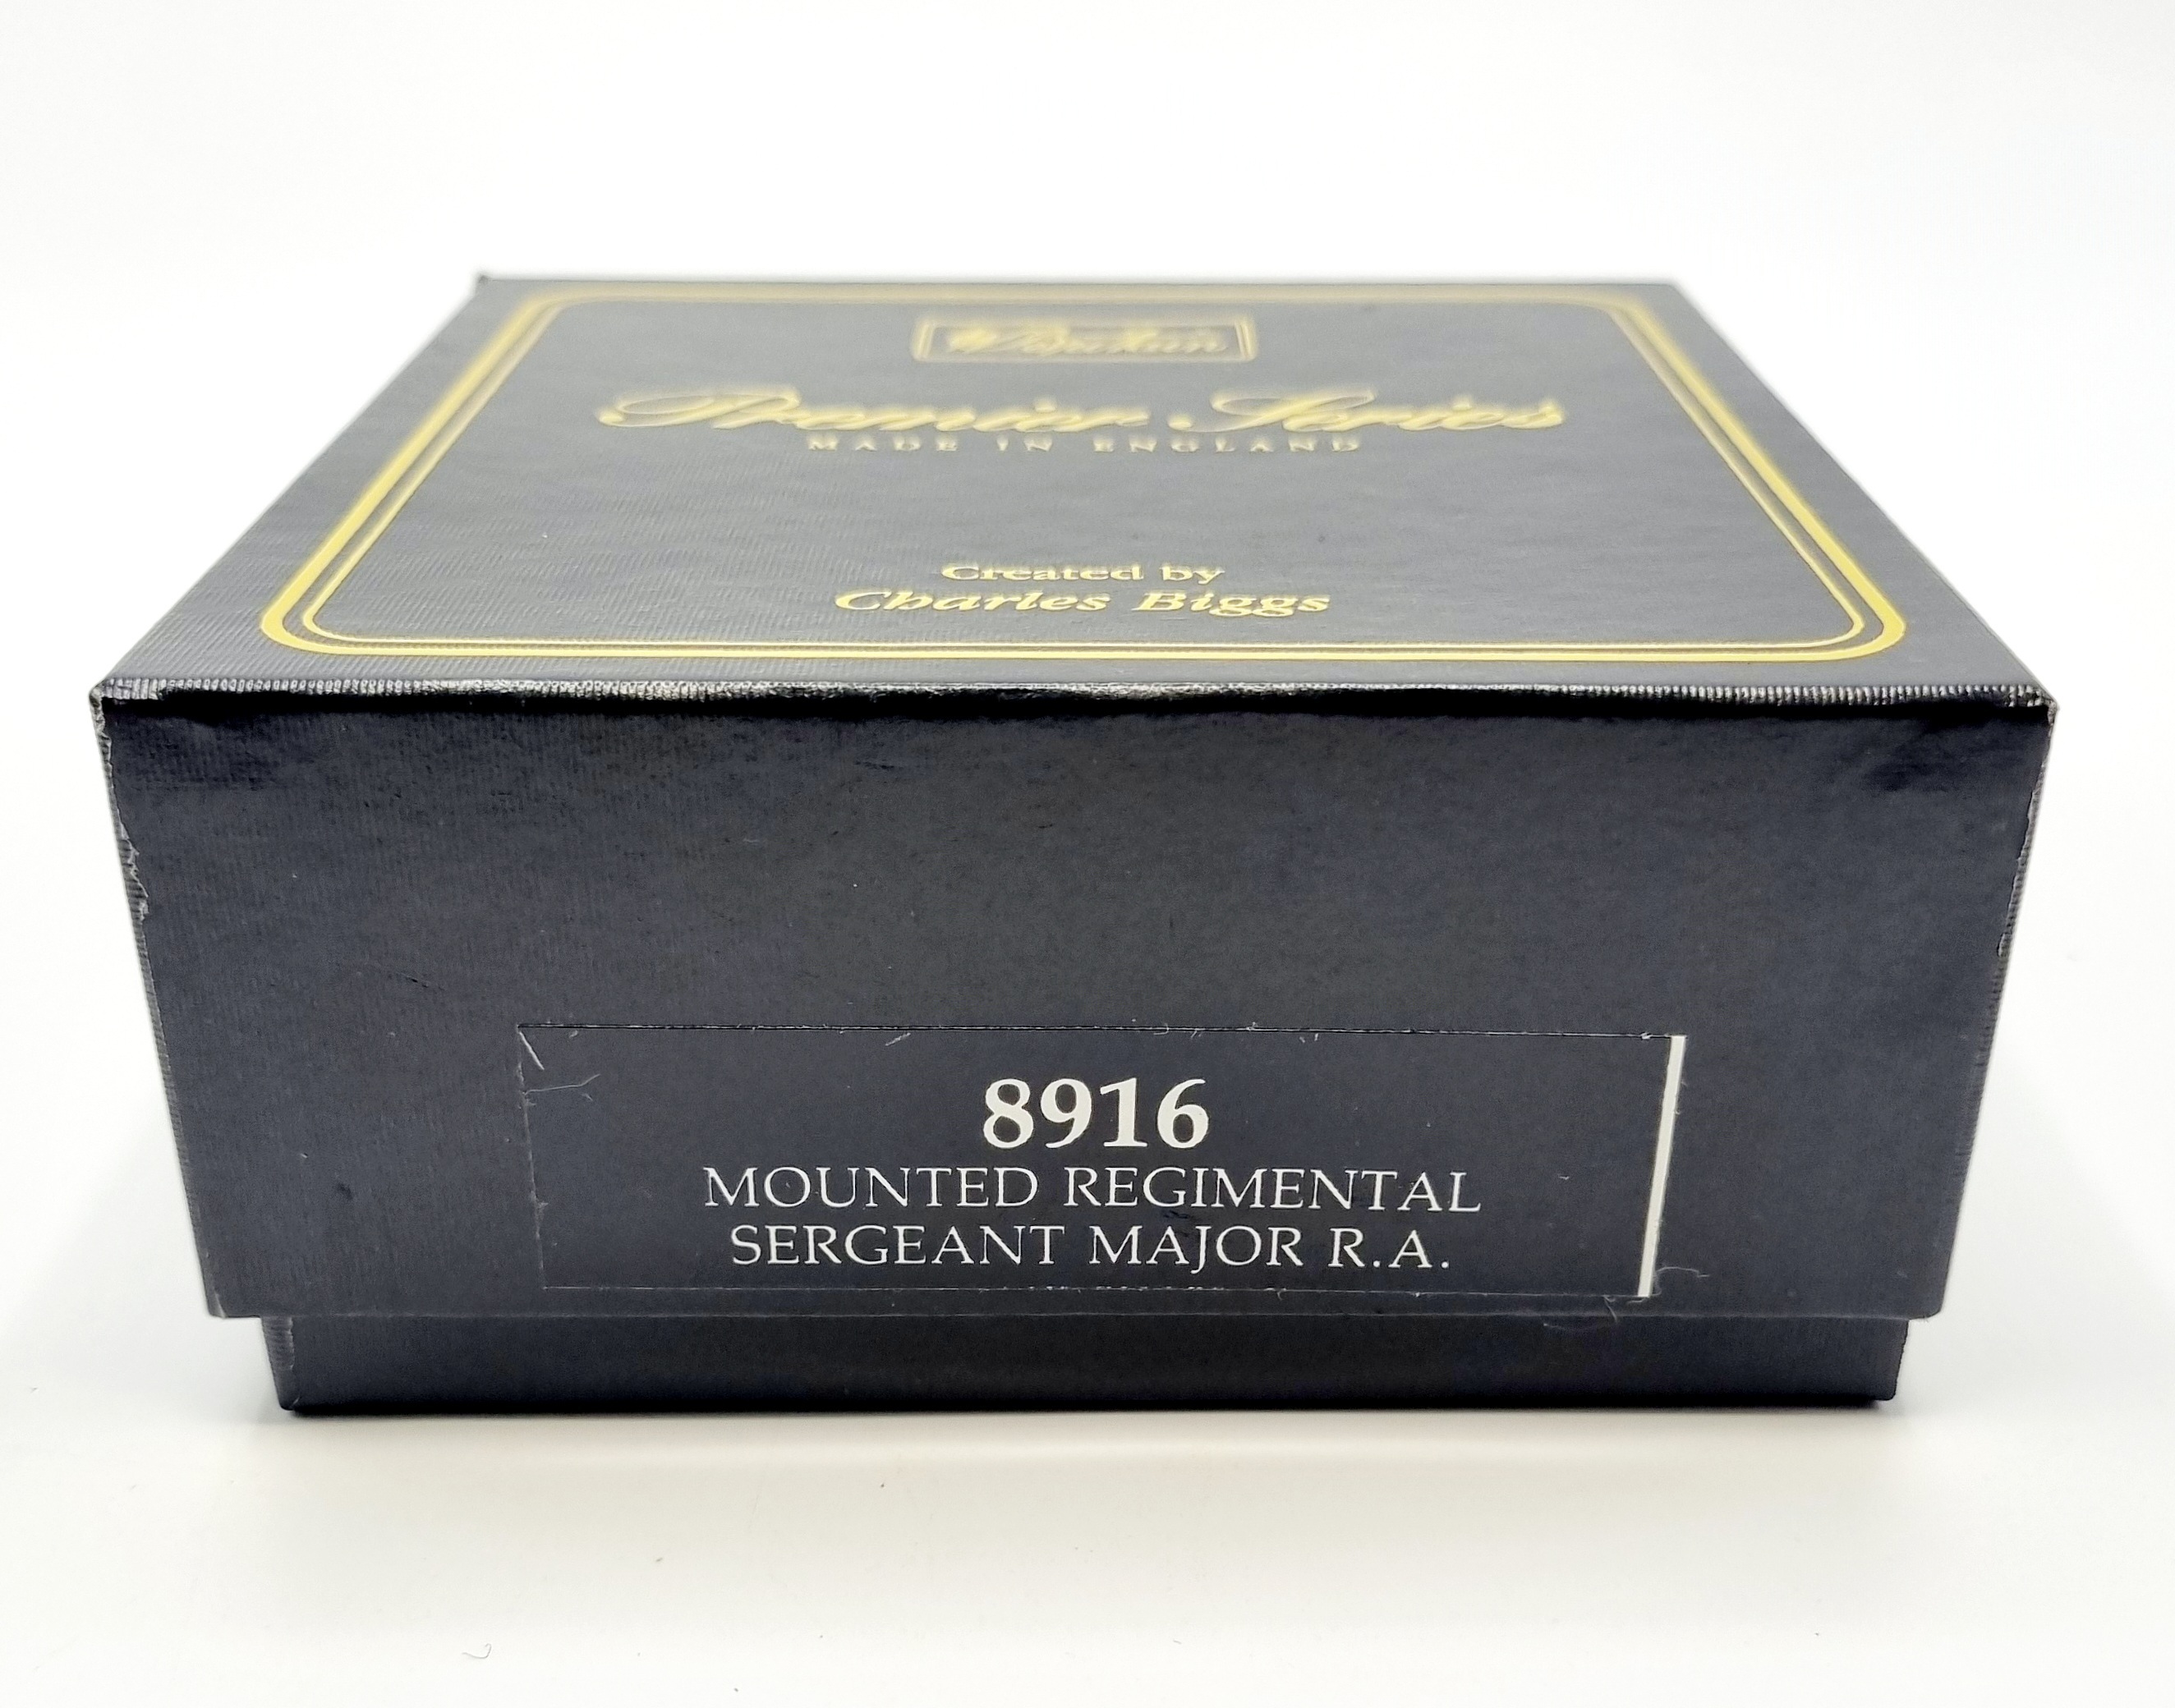 Premier Series
MADE IN ENGLAND
Created by
Charles Biggs
8916
MOUNTED REGIMENTAL
SERGEANT MAJOR R.A.